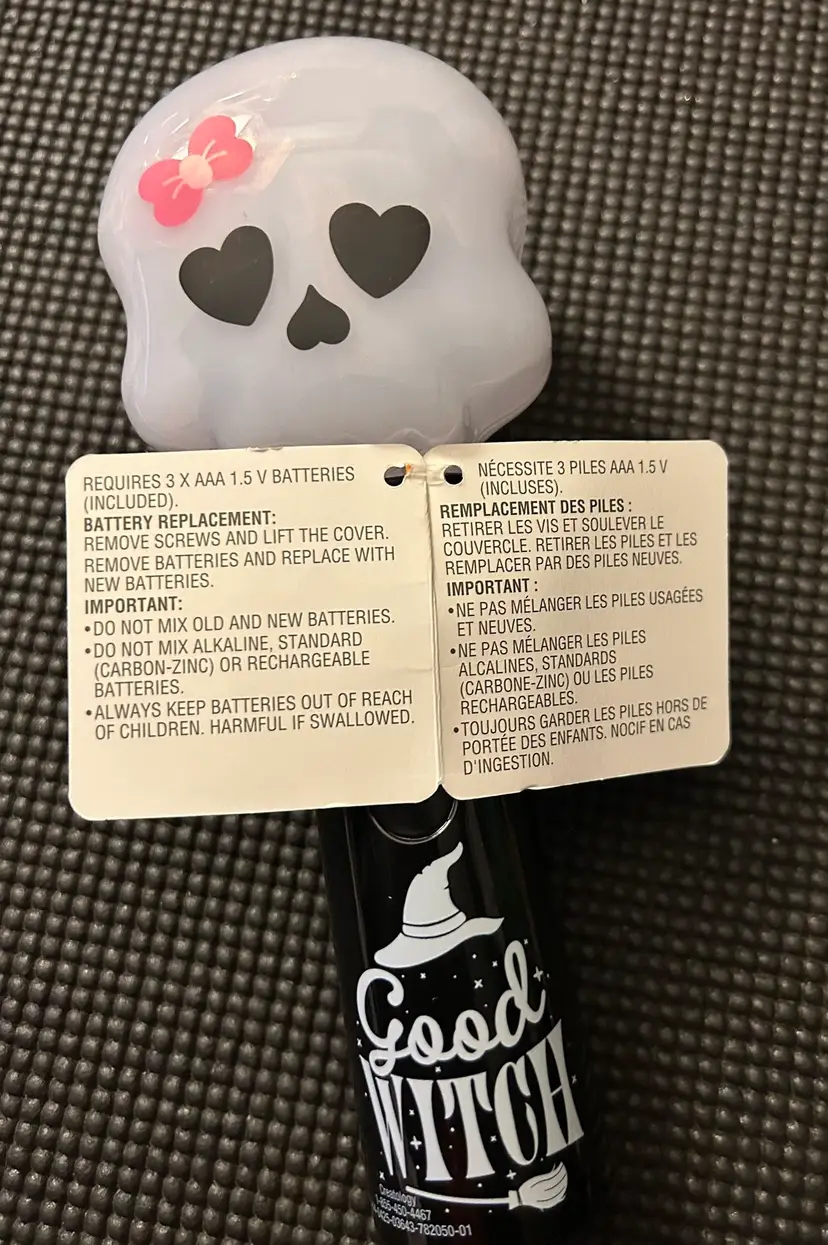 REQUIRES 3 X AAA 1.5 V BATTERIES
(INCLUDED).
BATTERY REPLACEMENT:
REMOVE SCREWS AND LIFT THE COVER.
REMOVE BATTERIES AND REPLACE WITH
NEW BATTERIES.
IMPORTANT:
•DO NOT MIX OLD AND NEW BATTERIES.
•DO NOT MIX ALKALINE, STANDARD
(CARBON-ZINC) OR RECHARGEABLE
BATTERIES.
•ALWAYS KEEP BATTERIES OUT OF REACH
OF CHILDREN. HARMFUL IF SWALLOWED.
NÉCESSITE 3 PILES AAA 1.5 V
(INCLUSES).
REMPLACEMENT DES PILES :
RETIRER LES VIS ET SOULEVER LE
COUVERCLE. RETIRER LES PILES ET LES
REMPLACER PAR DES PILES NEUVES.
IMPORTANT :
•NE PAS MÉLANGER LES PILES USAGÉES
ET NEUVES.
•NE PAS MÉLANGER LES PILES
ALCALINES, STANDARDS
(CARBONE-ZINC) OU LES PILES
RECHARGEABLES.
•TOUJOURS GARDER LES PILES HORS DE
PORTÉE DES ENFANTS. NOCIF EN CAS
D'INGESTION.
Good
WITCH
Creatology
1-855-450-4467